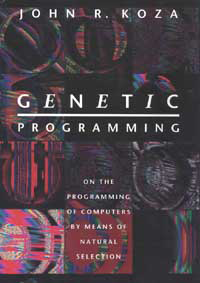 JOHN R. KOZA
GENETIC
PROGRAMMING
ON THE
PROGRAMMING
OF COMPUTERS
BY MEANS OF
NATURAL
SELECTION